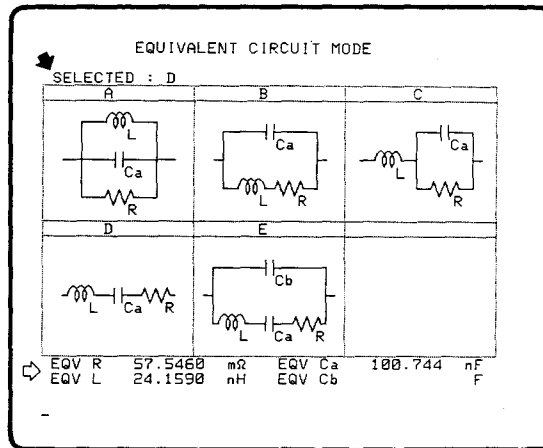 EQUIVALENT CIRCUIT MODE
SELECTED : D
A B C
L Ca R
Ca L R
Ca L R
D E
L Ca R
Cb L Ca R
EQV R 57.5460 mΩ EQV Ca 100.744 nF
EQV L 24.1590 nH EQV Cb F